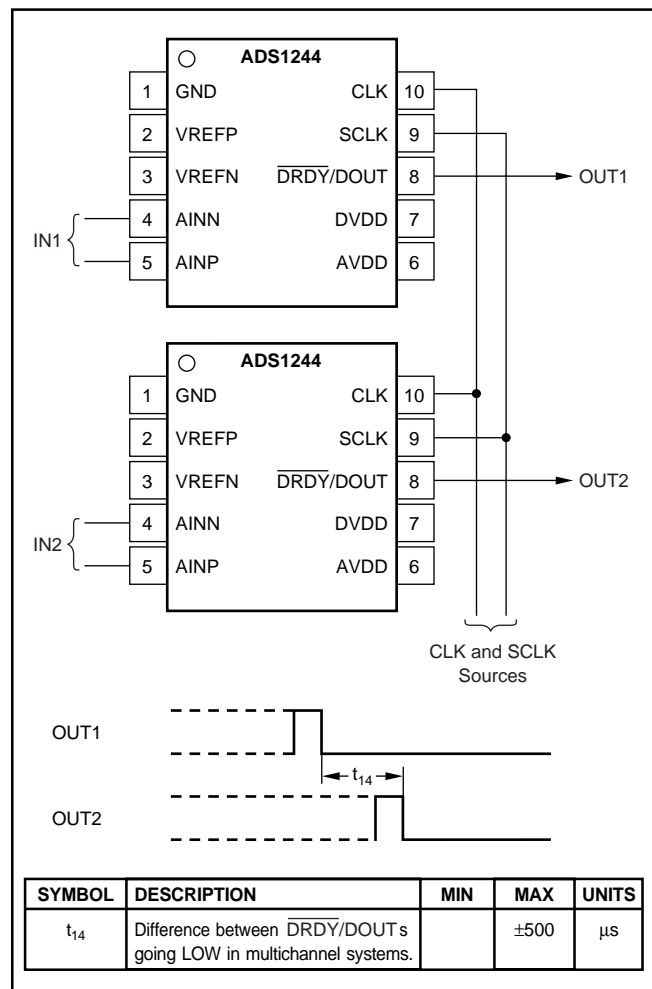 ADS1244
1 GND CLK 10
2 VREFP SCLK 9
3 VREFN DRDY/DOUT 8 OUT1
IN1
4 AINN DVDD 7
5 AINP AVDD 6
ADS1244
1 GND CLK 10
2 VREFP SCLK 9
3 VREFN DRDY/DOUT 8 OUT2
IN2
4 AINN DVDD 7
5 AINP AVDD 6
CLK and SCLK
Sources
OUT1
t14
OUT2
SYMBOL DESCRIPTION MIN MAX UNITS
t14 Difference between DRDY/DOUTs ±500 µs
going LOW in multichannel systems.